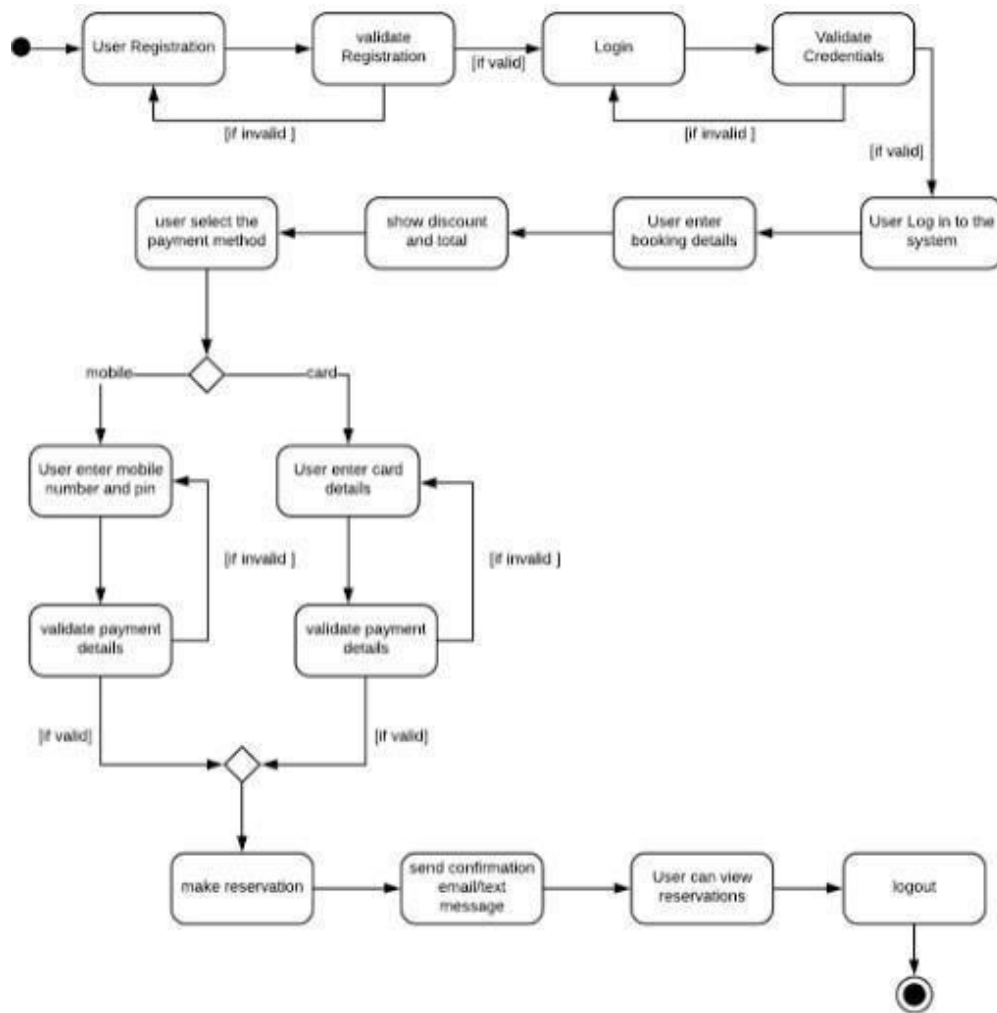 User Registration
validate
Registration
[if valid]
Login
Validate
Credentials
[if invalid ]
[if invalid ]
[if valid]
user select the
payment method
show discount
and total
User enter
booking details
User Log in to the
system
mobile
card
User enter mobile
number and pin
User enter card
details
[if invalid ]
[if invalid ]
validate payment
details
validate payment
details
[if valid]
[if valid]
make reservation
send confirmation
email/text
message
User can view
reservations
logout